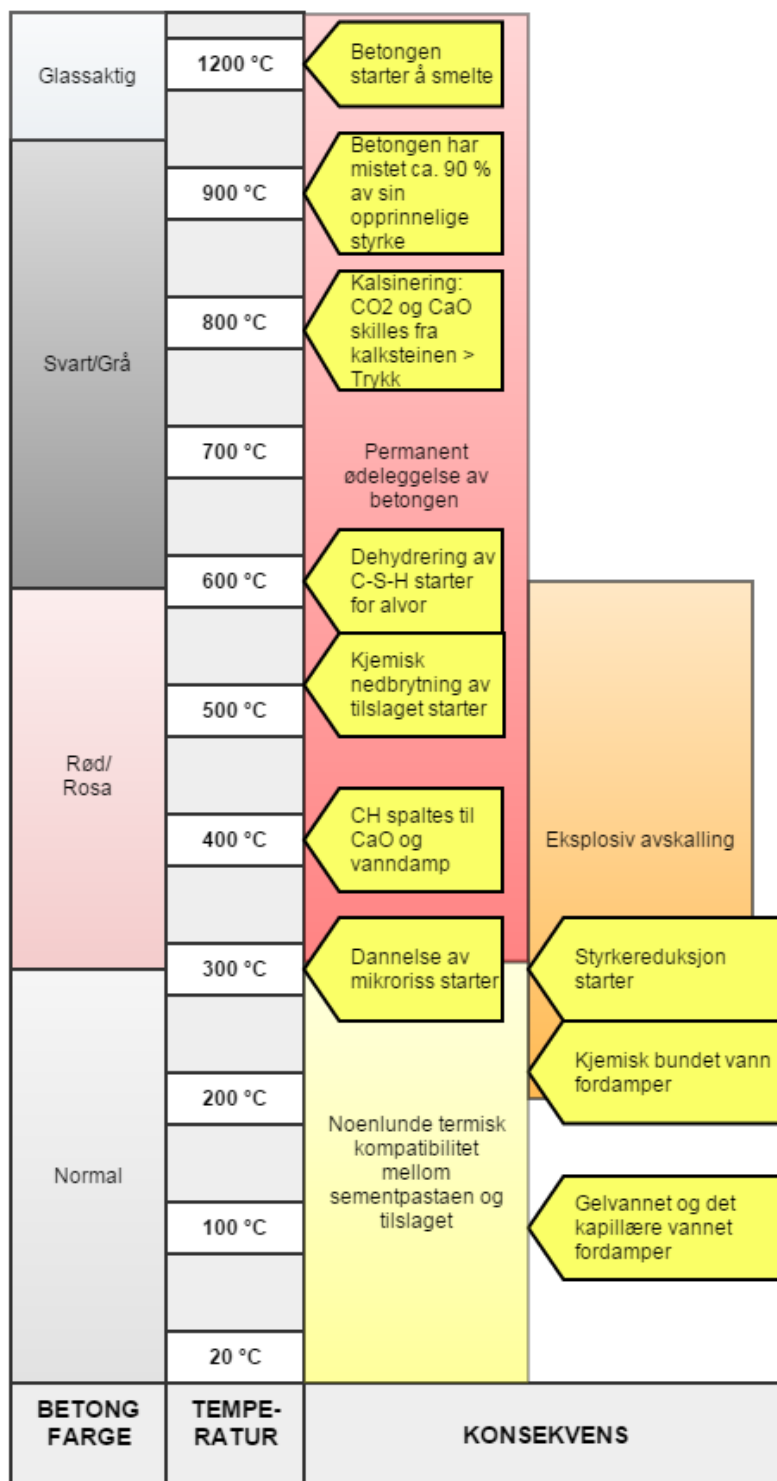 Glassaktig
1200 °C
Betongen
starter å smelte
Betongen har
mistet ca. 90 %
av sin
opprinnelige
styrke
900 °C
Kalsinering:
CO2 og CaO
skilles fra
kalksteinen >
Trykk
800 °C
Svart/Grå
700 °C
Permanent
ødeleggelse av
betongen
600 °C
Dehydrering av
C-S-H starter
for alvor
Kjemisk
nedbrytning av
tilslaget starter
500 °C
Rød/
Rosa
400 °C
CH spaltes til
CaO og
vanndamp
Eksplosiv avskalling
300 °C
Dannelse av
mikroriss starter
Styrkereduksjon
starter
Kjemisk bundet vann
fordamper
200 °C
Noenlunde termisk
kompatibilitet
mellom
sementpastaen og
tilslaget
Normal
100 °C
Gelvannet og det
kapillære vannet
fordamper
20 °C
BETONG
FARGE
TEMPE-
RATUR
KONSEKVENS